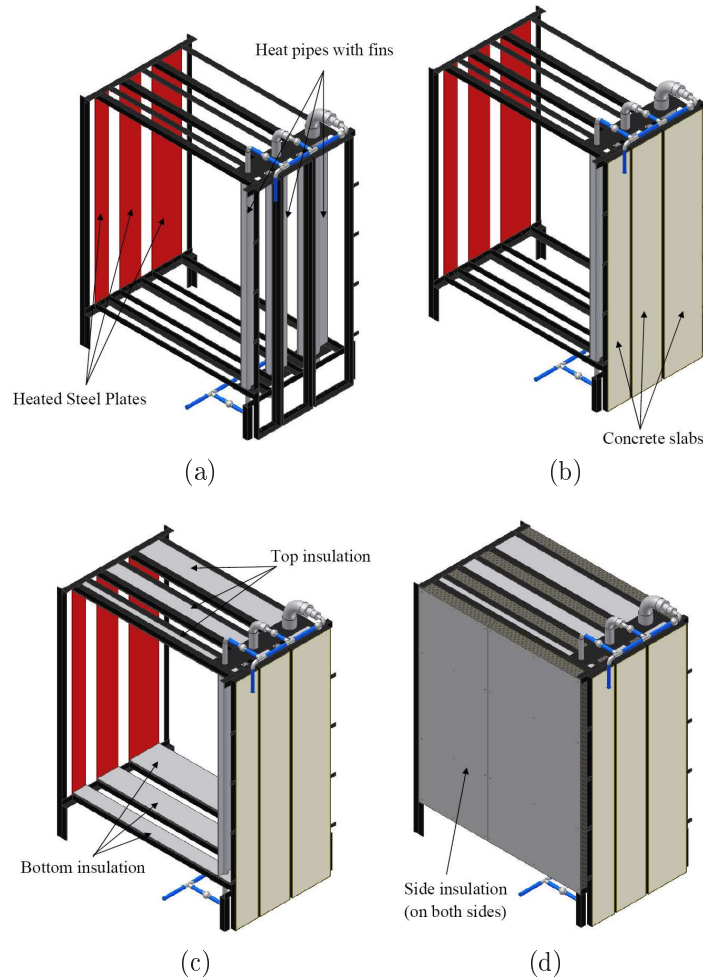 Heat pipes with fins
Heated Steel Plates
Concrete slabs
(a)
(b)
Top insulation
Bottom insulation
Side insulation
(on both sides)
(c)
(d)